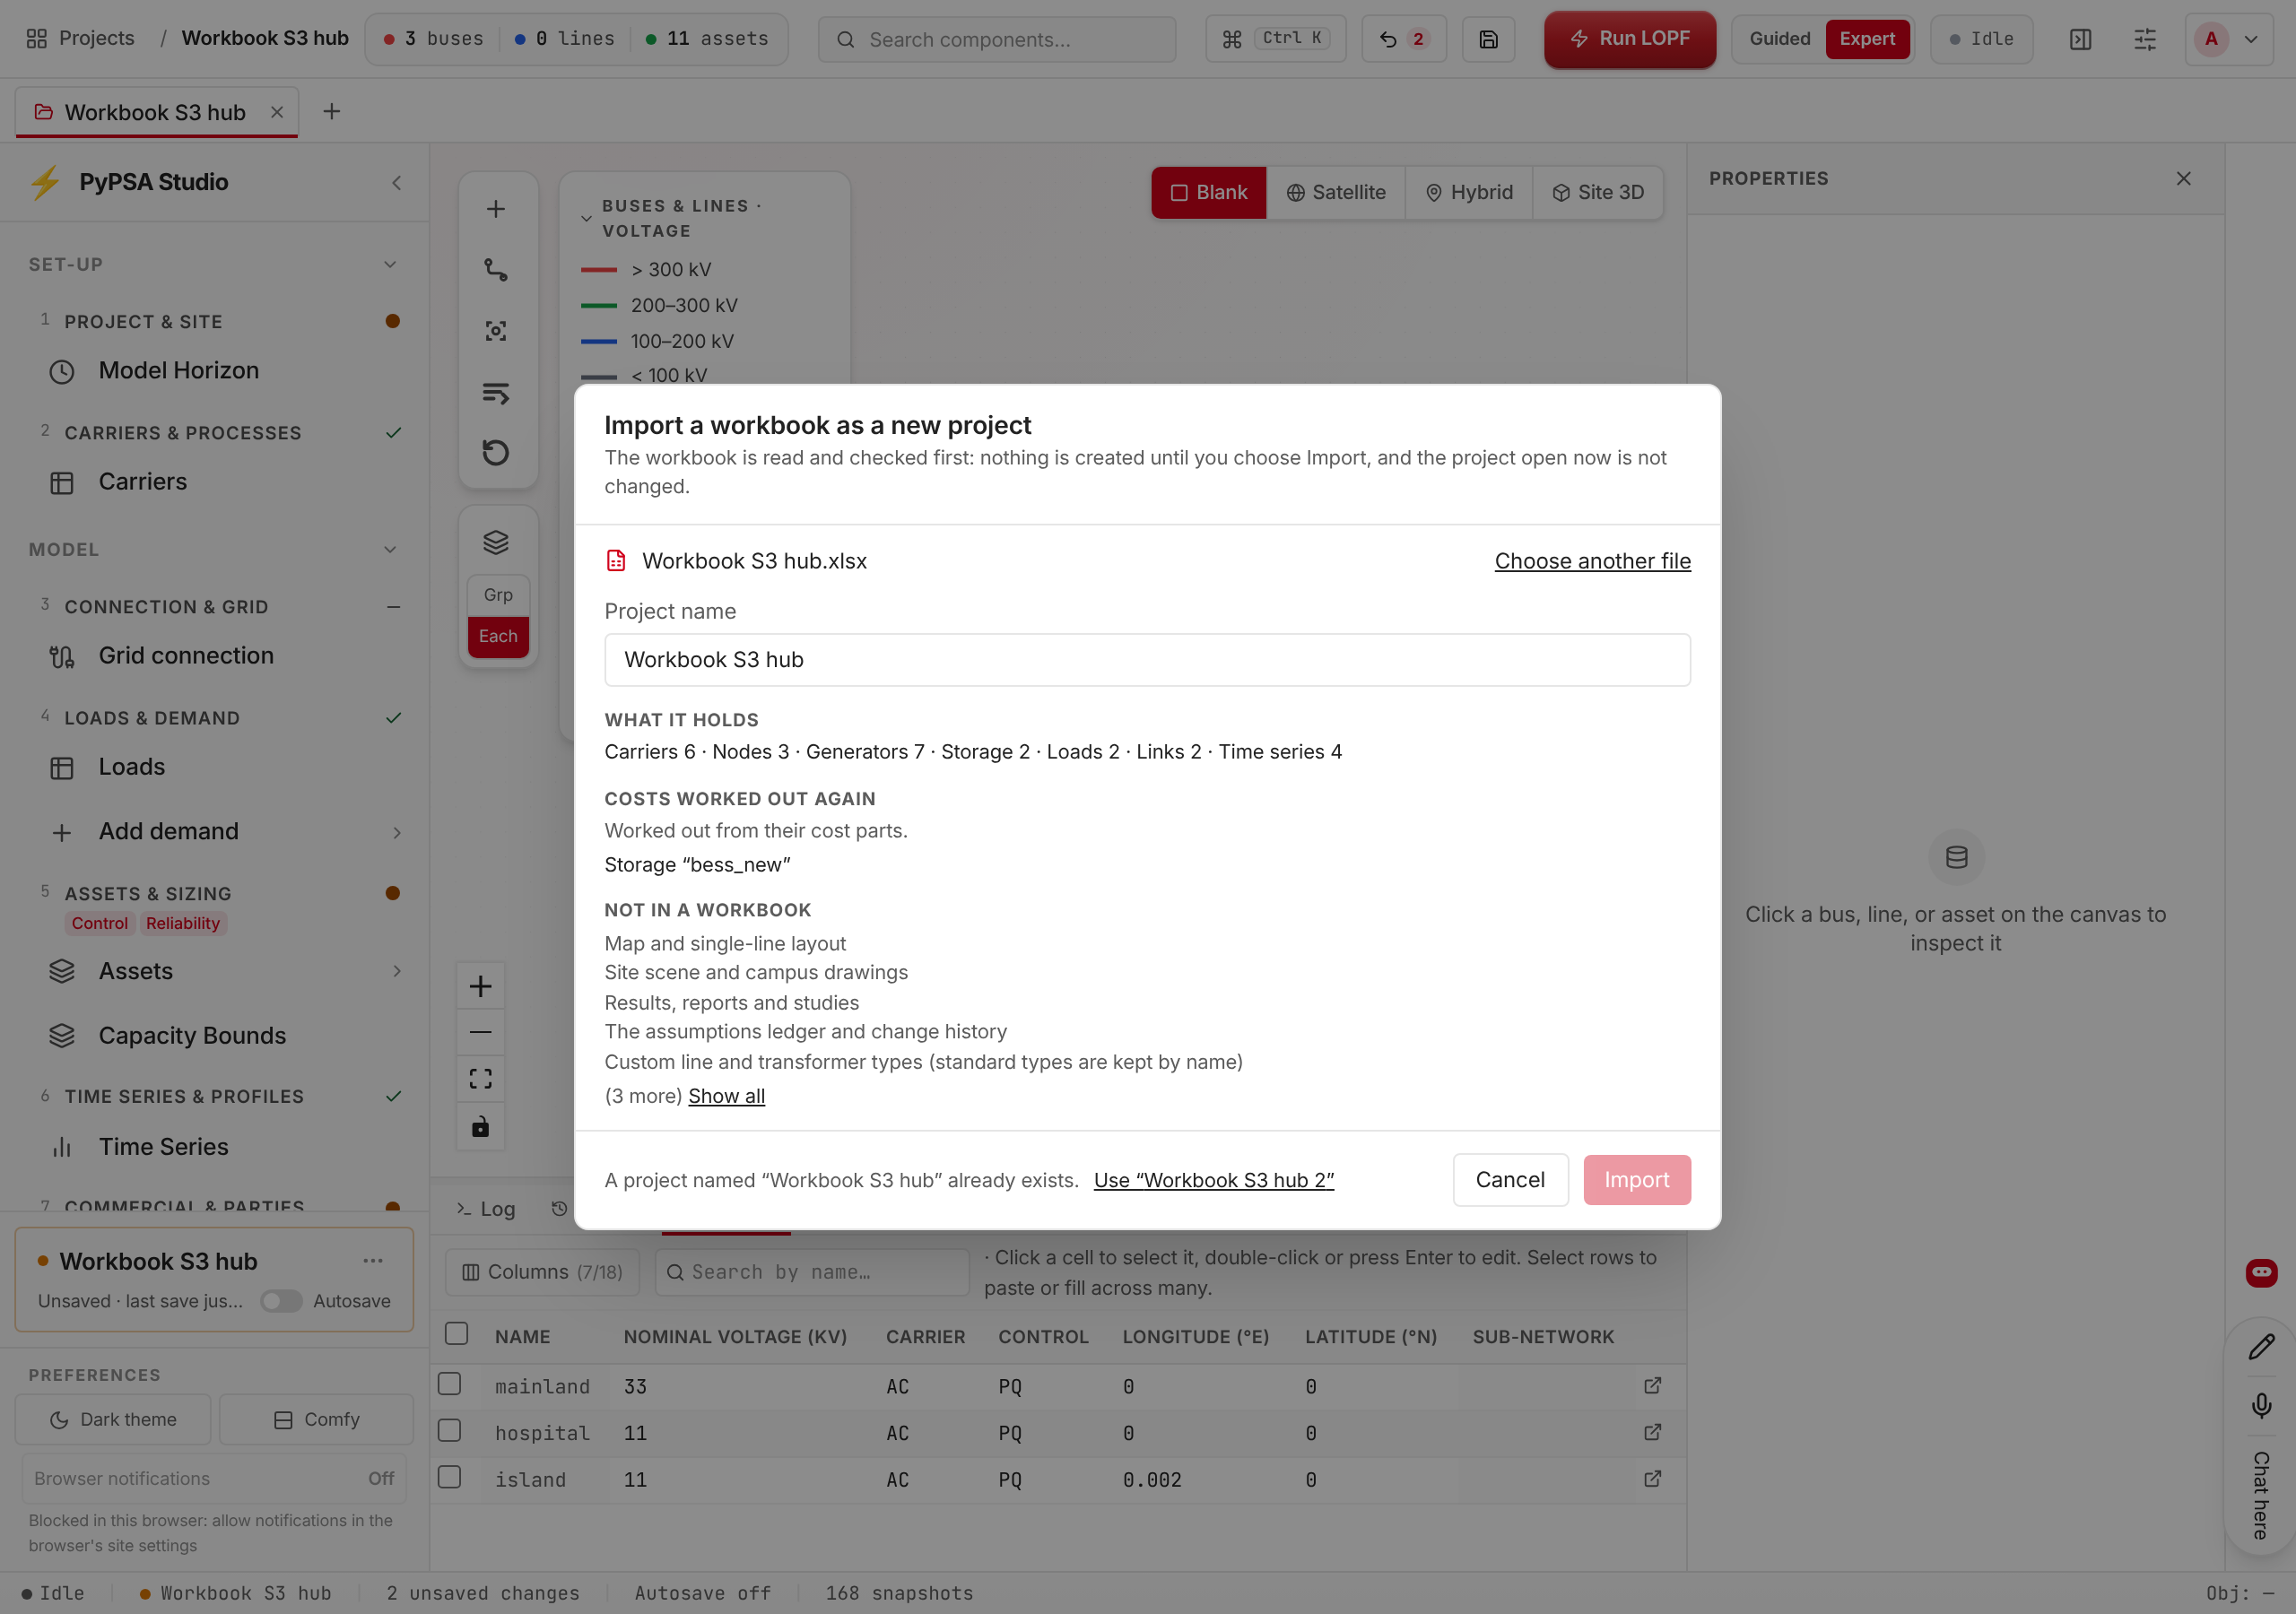 Projects / Workbook S3 hub
3 buses
0 lines
11 assets
Search components...
Ctrl K
2
Run LOPF
Guided
Expert
Idle
A
Workbook S3 hub
PyPSA Studio
SET-UP
1 PROJECT & SITE
Model Horizon
2 CARRIERS & PROCESSES
Carriers
MODEL
3 CONNECTION & GRID
Grid connection
4 LOADS & DEMAND
Loads
Add demand
5 ASSETS & SIZING
Control Reliability
Assets
Capacity Bounds
6 TIME SERIES & PROFILES
Time Series
7 COMMERCIAL & PARTIES
Workbook S3 hub
Unsaved · last save jus...
Autosave
PREFERENCES
Dark theme
Comfy
Browser notifications Off
Blocked in this browser: allow notifications in the
browser's site settings
Grp
Each
BUSES & LINES ·
VOLTAGE
> 300 kV
200–300 kV
100–200 kV
< 100 kV
Blank
Satellite
Hybrid
Site 3D
PROPERTIES
Click a bus, line, or asset on the canvas to
inspect it
Import a workbook as a new project
The workbook is read and checked first: nothing is created until you choose Import, and the project open now is not
changed.
Workbook S3 hub.xlsx
Choose another file
Project name
Workbook S3 hub
WHAT IT HOLDS
Carriers 6 · Nodes 3 · Generators 7 · Storage 2 · Loads 2 · Links 2 · Time series 4
COSTS WORKED OUT AGAIN
Worked out from their cost parts.
Storage “bess_new”
NOT IN A WORKBOOK
Map and single-line layout
Site scene and campus drawings
Results, reports and studies
The assumptions ledger and change history
Custom line and transformer types (standard types are kept by name)
(3 more) Show all
A project named “Workbook S3 hub” already exists. Use “Workbook S3 hub 2”
Cancel
Import
Log
Columns (7/18)
Search by name…
· Click a cell to select it, double-click or press Enter to edit. Select rows to
paste or fill across many.
NAME NOMINAL VOLTAGE (KV) CARRIER CONTROL LONGITUDE (°E) LATITUDE (°N) SUB-NETWORK
mainland 33 AC PQ 0 0
hospital 11 AC PQ 0 0
island 11 AC PQ 0.002 0
Chat here
Idle
Workbook S3 hub
2 unsaved changes
Autosave off
168 snapshots
Obj: —